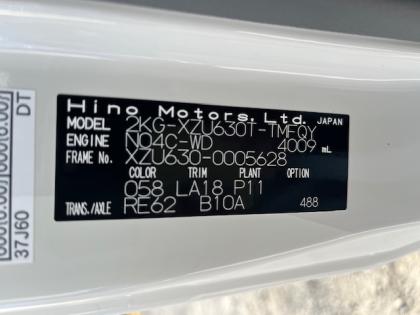 Hino Motors, Ltd. JAPAN
MODEL 2KG-XZU630T-TMFQY
ENGINE N04C-WD 4009 mL
FRAME No. XZU630-0005628
COLOR TRIM PLANT OPTION
058 LA18 P11
TRANS./AXLE RE62 B10A 488
DT
37J60